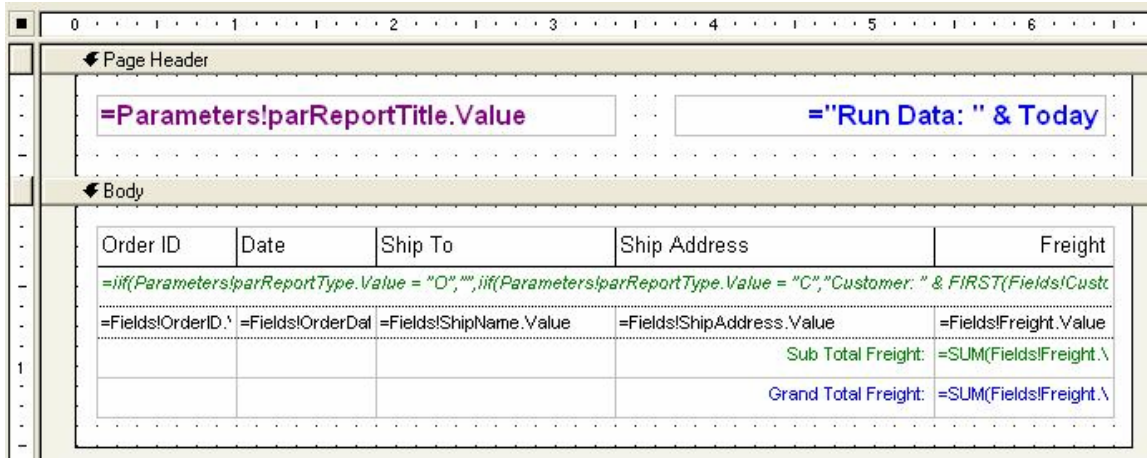 0 1 2 3 4 5 6
Page Header
=Parameters!parReportTitle.Value ="Run Data: " & Today
Body
Order ID Date Ship To Ship Address Freight
=iif(Parameters!parReportType.Value = "O","",iif(Parameters!parReportType.Value = "C","Customer: " & FIRST(Fields!Custo
=Fields!OrderID.' =Fields!OrderDat =Fields!ShipName.Value =Fields!ShipAddress.Value =Fields!Freight.Value
Sub Total Freight: =SUM(Fields!Freight.\
1
Grand Total Freight: =SUM(Fields!Freight.\